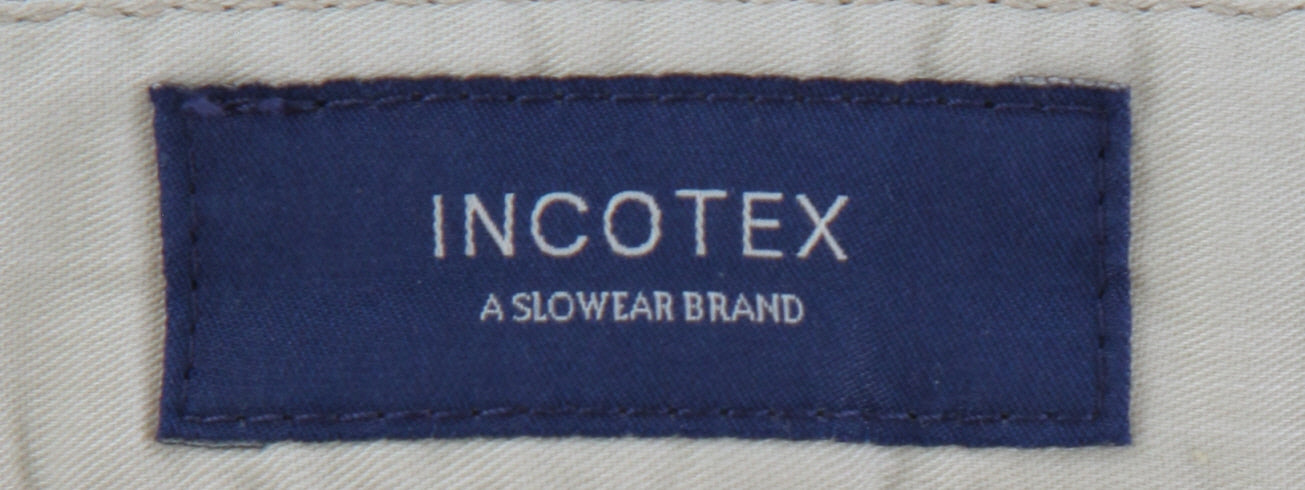 INCOTEX
A SLOWEAR BRAND